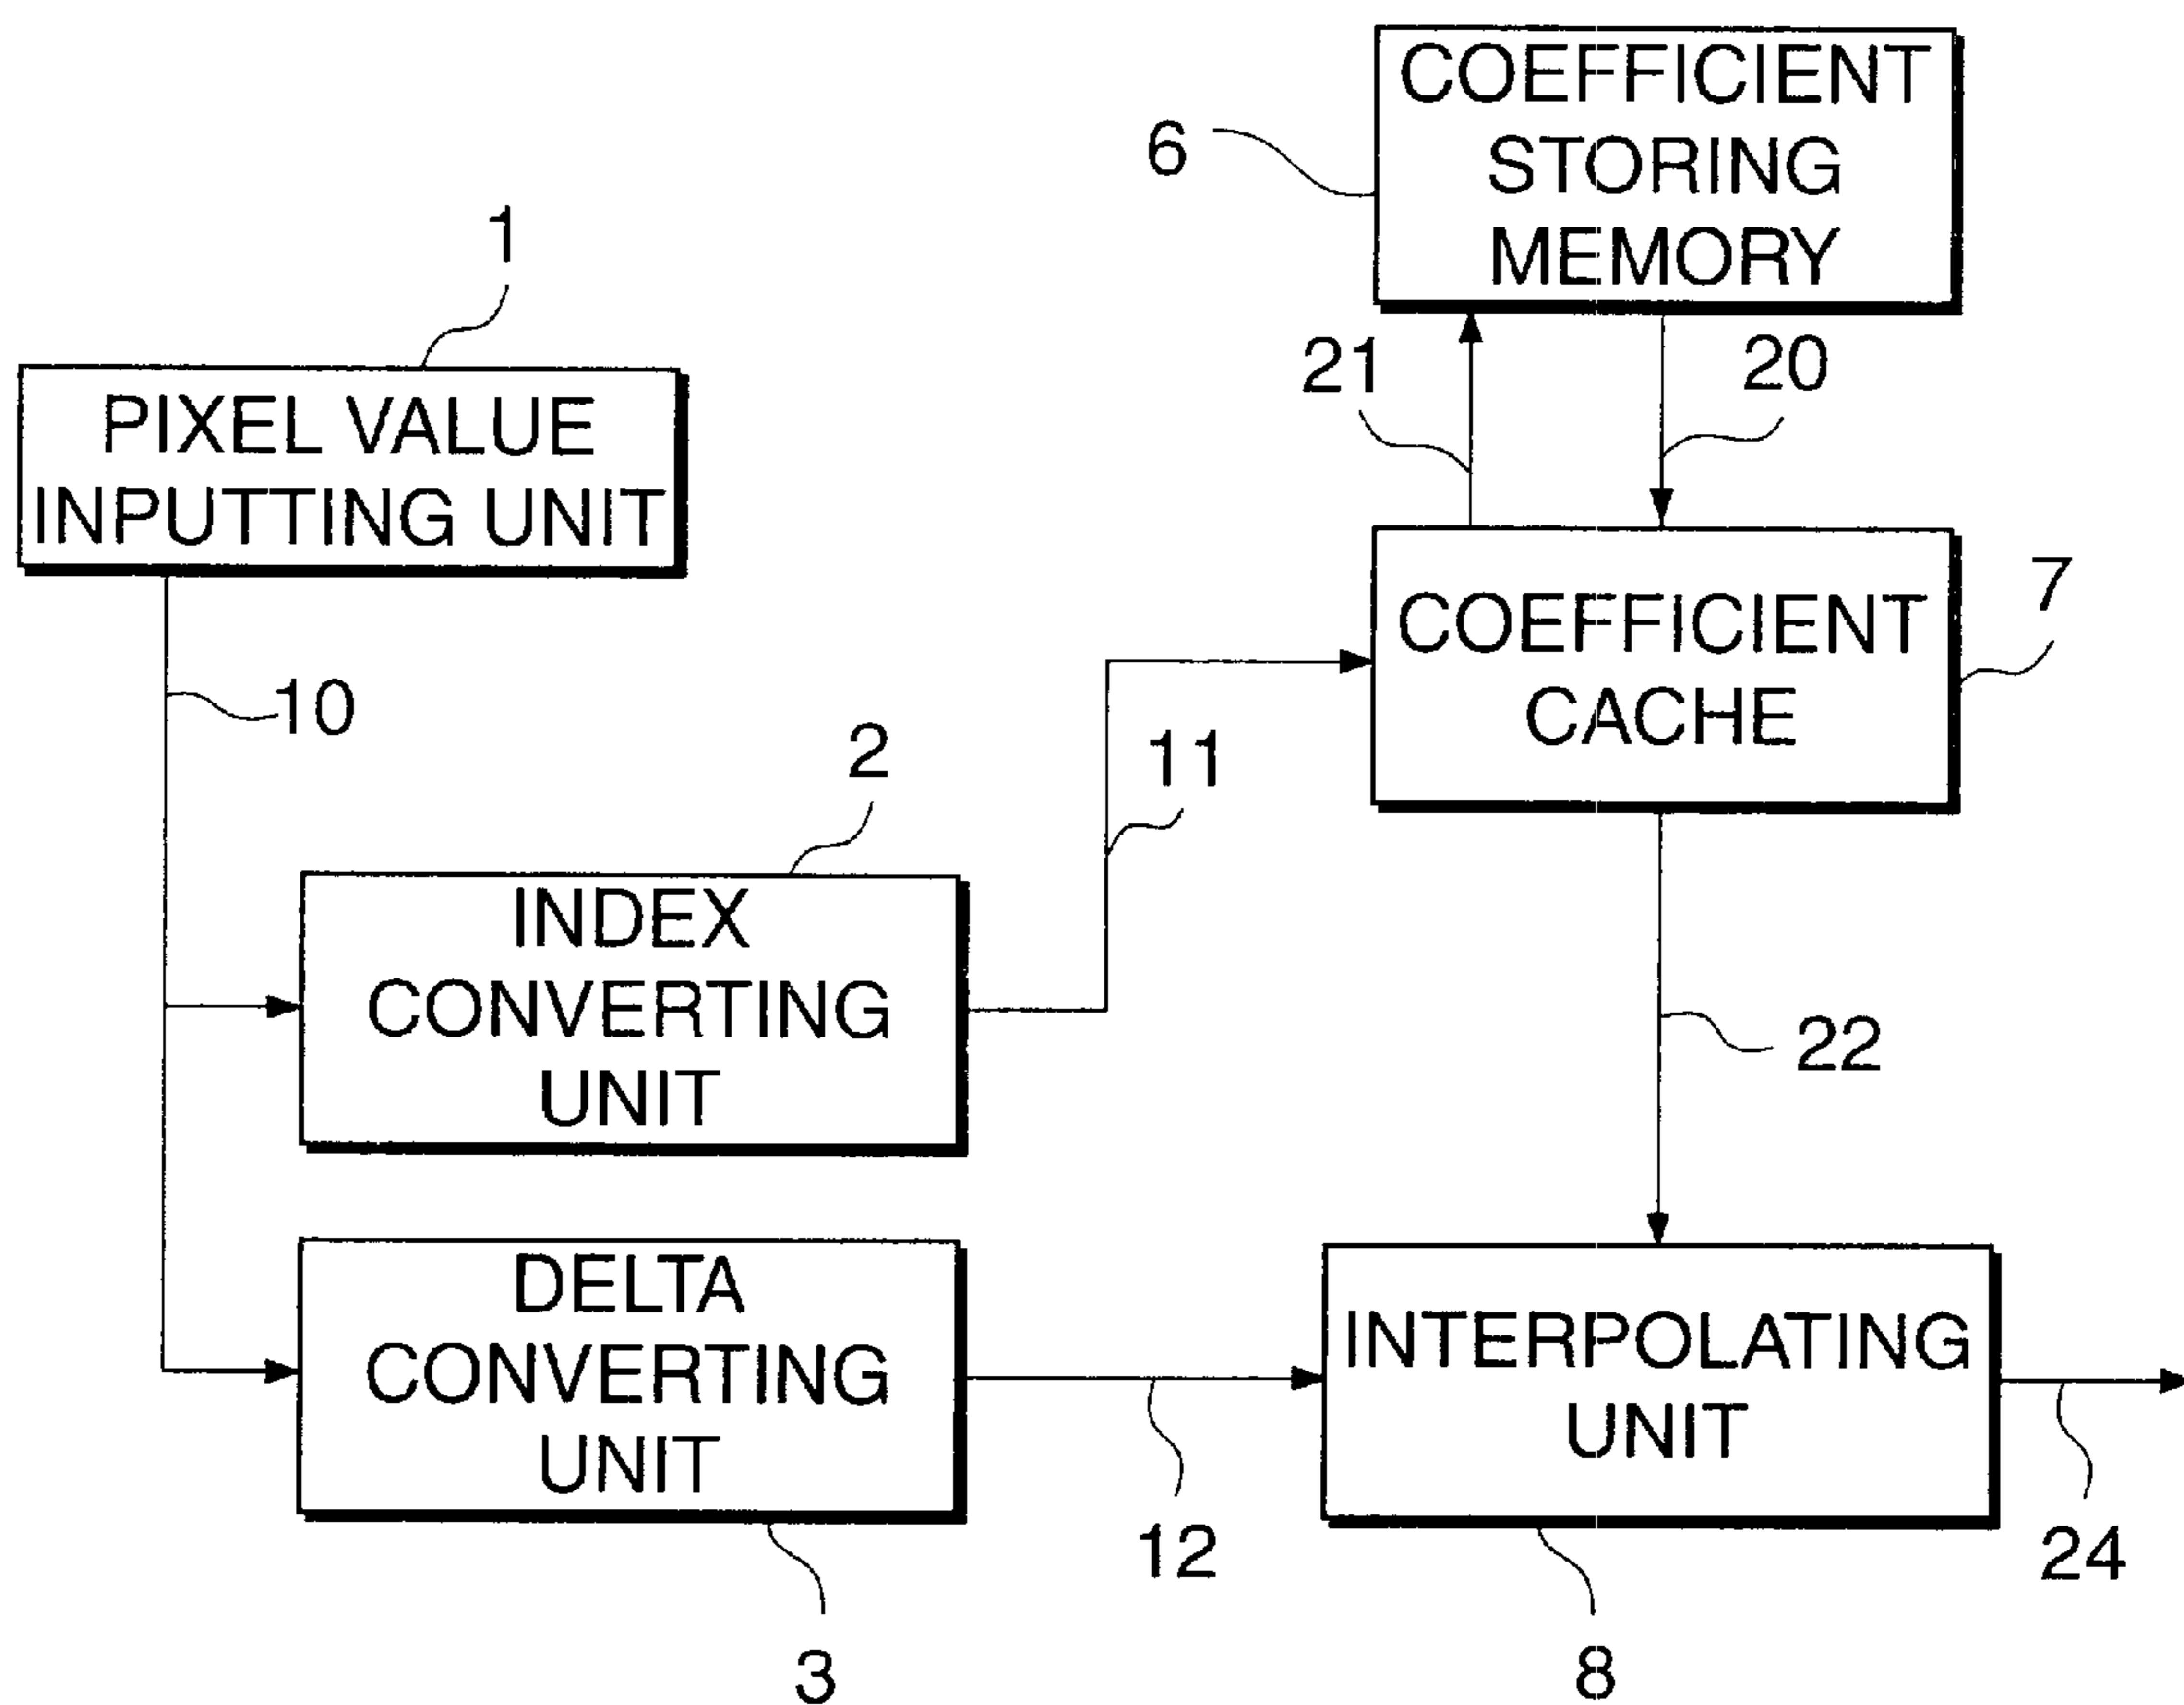 COEFFICIENT
STORING
MEMORY
6
1
21
20
PIXEL VALUE
INPUTTING UNIT
7
COEFFICIENT
CACHE
10
2
11
INDEX
CONVERTING
UNIT
22
DELTA
CONVERTING
UNIT
INTERPOLATING
UNIT
12
24
3
8